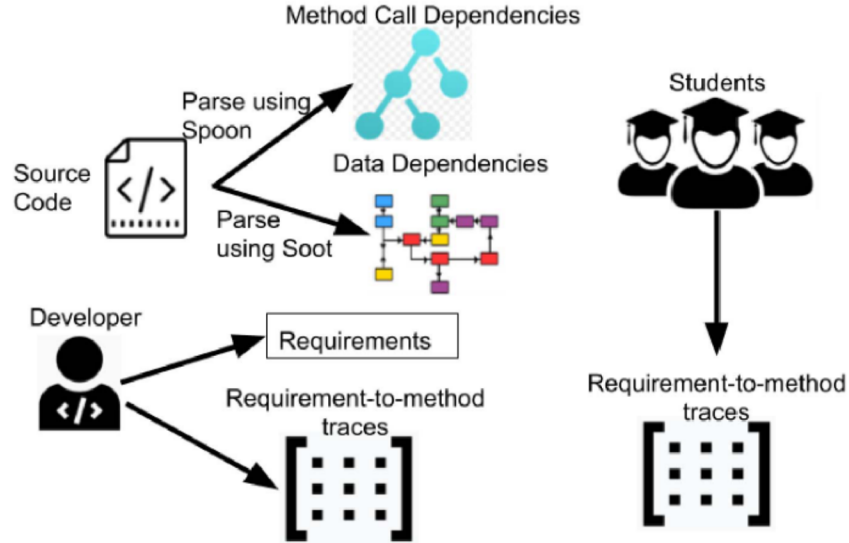 Method Call Dependencies
Students
Parse using
Spoon
Source
Code
</>
Data Dependencies
Parse
using Soot
Developer
</>
Requirements
Requirement-to-method
traces
Requirement-to-method
traces